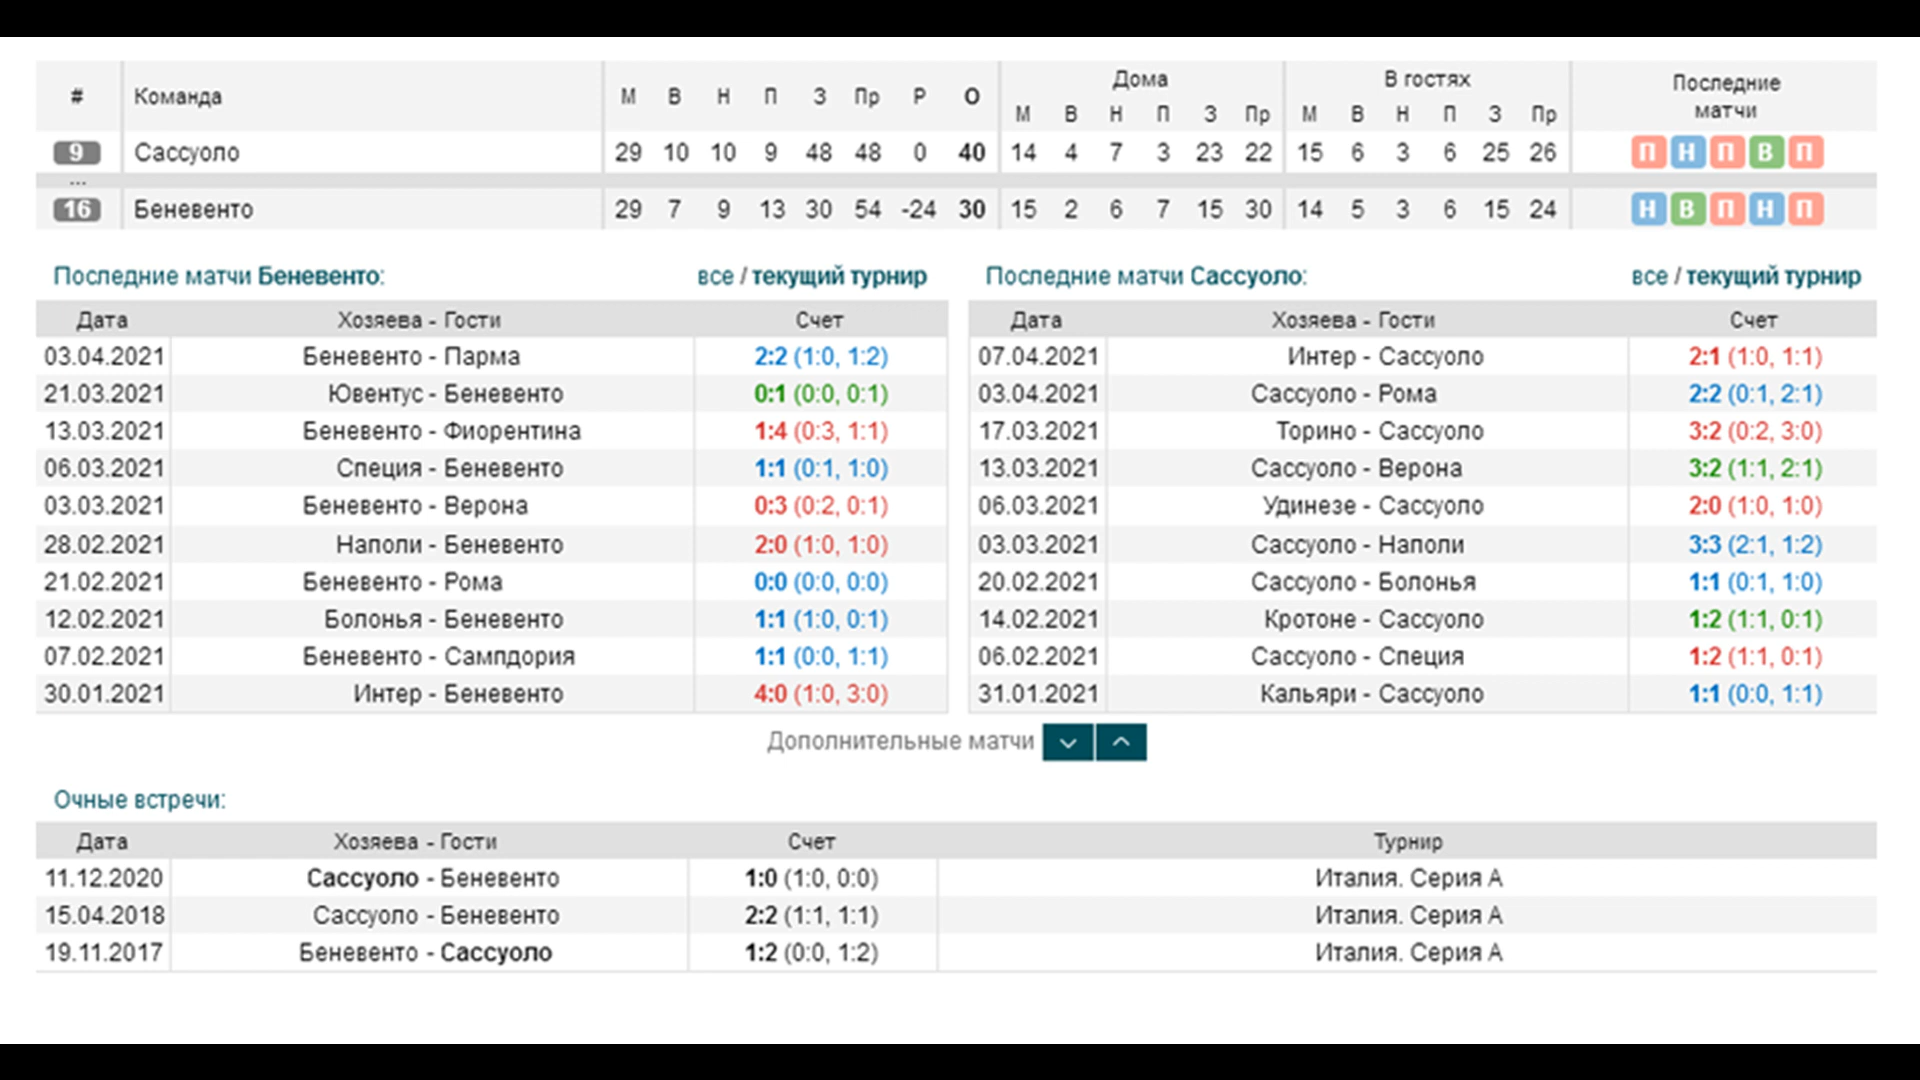 # Команда М В Н П З Пр Р О Дома М В Н П З Пр В гостях М В Н П З Пр Последние матчи
9 Сассуоло 29 10 10 9 48 48 0 40 14 4 7 3 23 22 15 6 3 6 25 26 П Н П В П
...
16 Беневенто 29 7 9 13 30 54 -24 30 15 2 6 7 15 30 14 5 3 6 15 24 Н В П Н П
Последние матчи Беневенто: все / текущий турнир
Дата Хозяева - Гости Счет
03.04.2021 Беневенто - Парма 2:2 (1:0, 1:2)
21.03.2021 Ювентус - Беневенто 0:1 (0:0, 0:1)
13.03.2021 Беневенто - Фиорентина 1:4 (0:3, 1:1)
06.03.2021 Специя - Беневенто 1:1 (0:1, 1:0)
03.03.2021 Беневенто - Верона 0:3 (0:2, 0:1)
28.02.2021 Наполи - Беневенто 2:0 (1:0, 1:0)
21.02.2021 Беневенто - Рома 0:0 (0:0, 0:0)
12.02.2021 Болонья - Беневенто 1:1 (1:0, 0:1)
07.02.2021 Беневенто - Сампдория 1:1 (0:0, 1:1)
30.01.2021 Интер - Беневенто 4:0 (1:0, 3:0)
Последние матчи Сассуоло: все / текущий турнир
Дата Хозяева - Гости Счет
07.04.2021 Интер - Сассуоло 2:1 (1:0, 1:1)
03.04.2021 Сассуоло - Рома 2:2 (0:1, 2:1)
17.03.2021 Торино - Сассуоло 3:2 (0:2, 3:0)
13.03.2021 Сассуоло - Верона 3:2 (1:1, 2:1)
06.03.2021 Удинезе - Сассуоло 2:0 (1:0, 1:0)
03.03.2021 Сассуоло - Наполи 3:3 (2:1, 1:2)
20.02.2021 Сассуоло - Болонья 1:1 (0:1, 1:0)
14.02.2021 Кротоне - Сассуоло 1:2 (1:1, 0:1)
06.02.2021 Сассуоло - Специя 1:2 (1:1, 0:1)
31.01.2021 Кальяри - Сассуоло 1:1 (0:0, 1:1)
Дополнительные матчи
Очные встречи:
Дата Хозяева - Гости Счет Турнир
11.12.2020 Сассуоло - Беневенто 1:0 (1:0, 0:0) Италия. Серия А
15.04.2018 Сассуоло - Беневенто 2:2 (1:1, 1:1) Италия. Серия А
19.11.2017 Беневенто - Сассуоло 1:2 (0:0, 1:2) Италия. Серия А